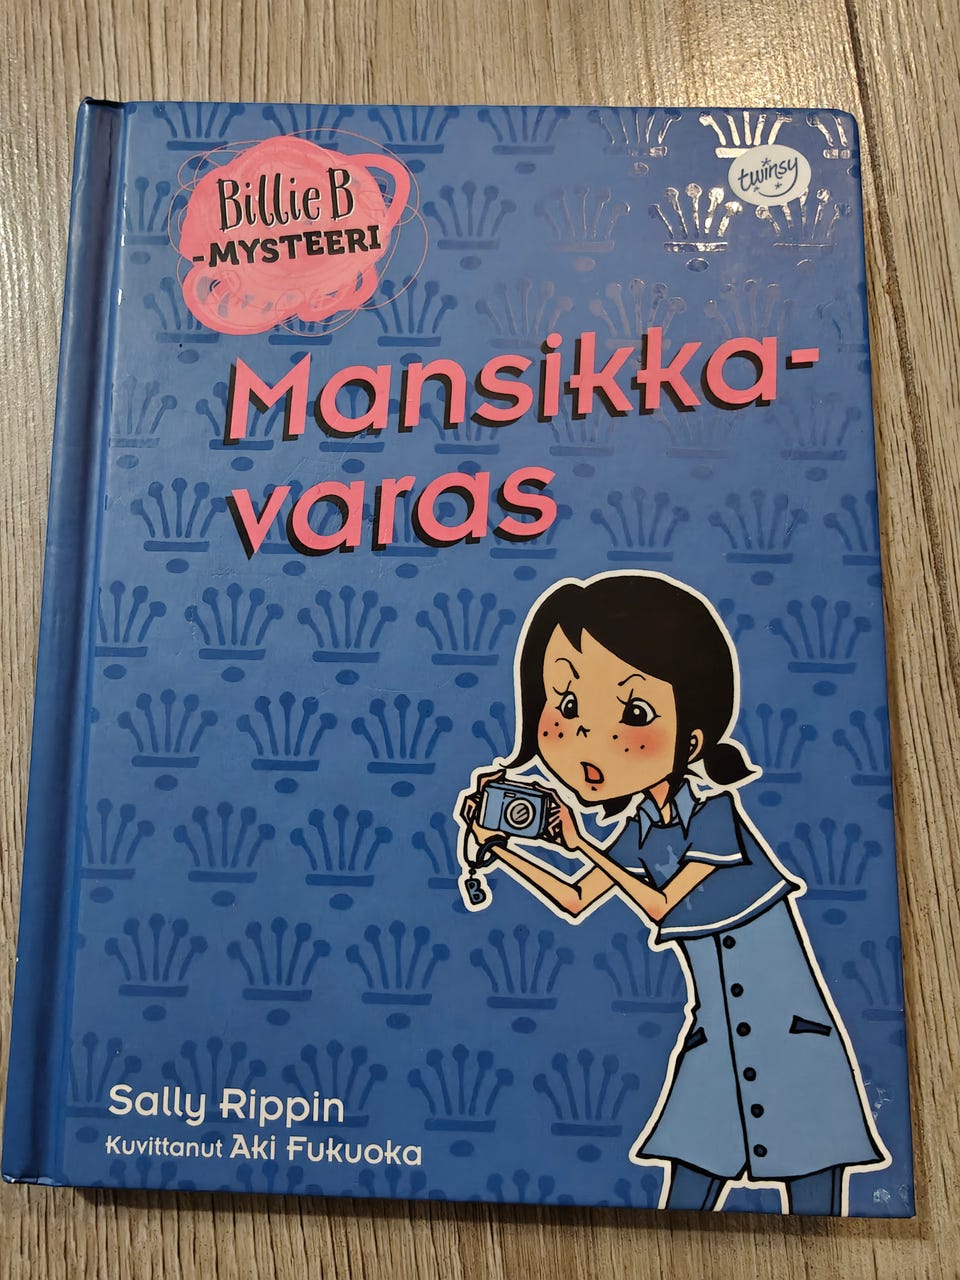 Billie B
-MYSTEERI
twinsy
Mansikka-
varas
B
Sally Rippin
Kuvittanut Aki Fukuoka